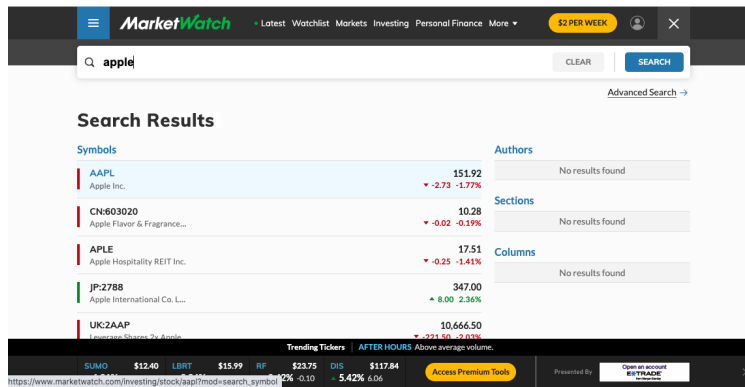 MarketWatch
• Latest Watchlist Markets Investing Personal Finance More ▾
$2 PER WEEK
apple
CLEAR
SEARCH
Advanced Search →
Search Results
Symbols
AAPL 151.92
Apple Inc. ▾ -2.73 -1.77%
CN:603020 10.28
Apple Flavor & Fragrance... ▾ -0.02 -0.19%
APLE 17.51
Apple Hospitality REIT Inc. ▾ -0.25 -1.41%
JP:2788 347.00
Apple International Co. L... ▴ 8.00 2.36%
UK:2AAP 10,666.50
Leverage Shares 2x Apple ▾ -221.50 -2.03%
Authors
No results found
Sections
No results found
Columns
No results found
Trending Tickers | AFTER HOURS Above average volume.
SUMO $12.40 LBRT $15.99 RF $23.75 DIS $117.84
2% -0.10 ▴ 5.42% 6.06
Access Premium Tools
Presented By
Open an account
E*TRADE
https://www.marketwatch.com/investing/stock/aapl?mod=search_symbol